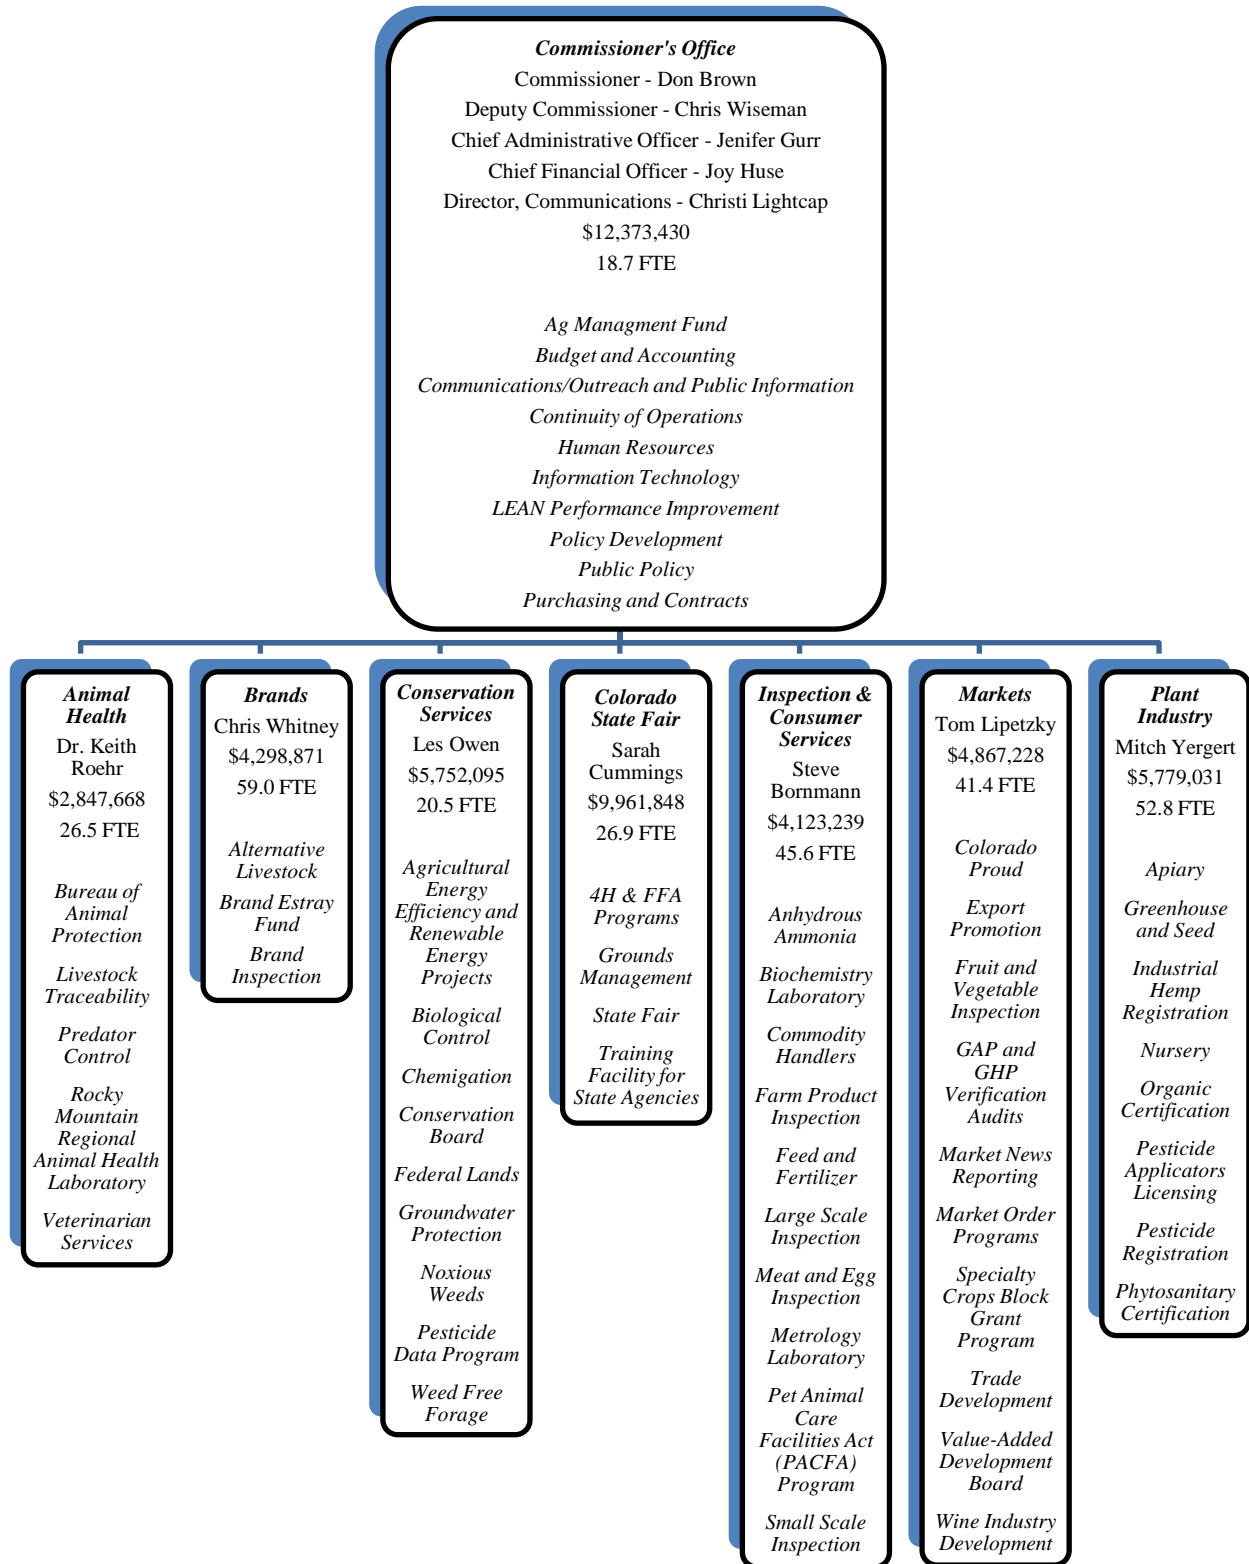 Commissioner's Office
Commissioner - Don Brown
Deputy Commissioner - Chris Wiseman
Chief Administrative Officer - Jenifer Gurr
Chief Financial Officer - Joy Huse
Director, Communications - Christi Lightcap
$12,373,430
18.7 FTE
Ag Managment Fund
Budget and Accounting
Communications/Outreach and Public Information
Continuity of Operations
Human Resources
Information Technology
LEAN Performance Improvement
Policy Development
Public Policy
Purchasing and Contracts
Animal
Health
Dr. Keith
Roehr
$2,847,668
26.5 FTE
Bureau of
Animal
Protection
Livestock
Traceability
Predator
Control
Rocky
Mountain
Regional
Animal Health
Laboratory
Veterinarian
Services
Brands
Chris Whitney
$4,298,871
59.0 FTE
Alternative
Livestock
Brand Estray
Fund
Brand
Inspection
Conservation
Services
Les Owen
$5,752,095
20.5 FTE
Agricultural
Energy
Efficiency and
Renewable
Energy
Projects
Biological
Control
Chemigation
Conservation
Board
Federal Lands
Groundwater
Protection
Noxious
Weeds
Pesticide
Data Program
Weed Free
Forage
Colorado
State Fair
Sarah
Cummings
$9,961,848
26.9 FTE
4H & FFA
Programs
Grounds
Management
State Fair
Training
Facility for
State Agencies
Inspection &
Consumer
Services
Steve
Bornmann
$4,123,239
45.6 FTE
Anhydrous
Ammonia
Biochemistry
Laboratory
Commodity
Handlers
Farm Product
Inspection
Feed and
Fertilizer
Large Scale
Inspection
Meat and Egg
Inspection
Metrology
Laboratory
Pet Animal
Care
Facilities Act
(PACFA)
Program
Small Scale
Inspection
Markets
Tom Lipetzky
$4,867,228
41.4 FTE
Colorado
Proud
Export
Promotion
Fruit and
Vegetable
Inspection
GAP and
GHP
Verification
Audits
Market News
Reporting
Market Order
Programs
Specialty
Crops Block
Grant
Program
Trade
Development
Value-Added
Development
Board
Wine Industry
Development
Plant
Industry
Mitch Yergert
$5,779,031
52.8 FTE
Apiary
Greenhouse
and Seed
Industrial
Hemp
Registration
Nursery
Organic
Certification
Pesticide
Applicators
Licensing
Pesticide
Registration
Phytosanitary
Certification